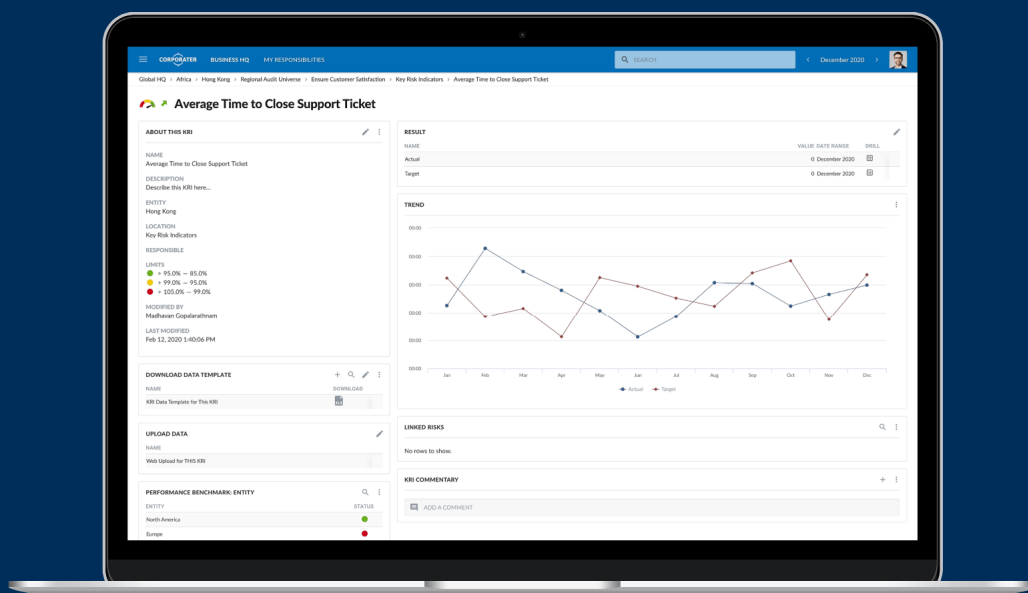 CORPORATER
BUSINESS HQ
MY RESPONSIBILITIES
SEARCH
December 2020
Global HQ > Africa > Hong Kong > Regional Audit Universe > Ensure Customer Satisfaction > Key Risk Indicators > Average Time to Close Support Ticket
Average Time to Close Support Ticket
ABOUT THIS KRI
NAME
Average Time to Close Support Ticket
DESCRIPTION
Describe this KRI here...
ENTITY
Hong Kong
LOCATION
Key Risk Indicators
RESPONSIBLE
LIMITS
> 95.0% — 85.0%
> 99.0% — 95.0%
> 105.0% — 99.0%
MODIFIED BY
Madhavan Gopalarathnam
LAST MODIFIED
Feb 12, 2020 1:40:06 PM
DOWNLOAD DATA TEMPLATE
NAME DOWNLOAD
KRI Data Template for This KRI
UPLOAD DATA
NAME
Web Upload for THIS KRI
PERFORMANCE BENCHMARK: ENTITY
ENTITY STATUS
North America
Europe
RESULT
NAME VALUE DATE RANGE DRILL
Actual 0 December 2020
Target 0 December 2020
TREND
00:00
00:00
00:00
00:00
00:00
00:00
Jan Feb Mar Apr May Jun Jul Aug Sep Oct Nov Dec
Actual Target
LINKED RISKS
No rows to show.
KRI COMMENTARY
ADD A COMMENT